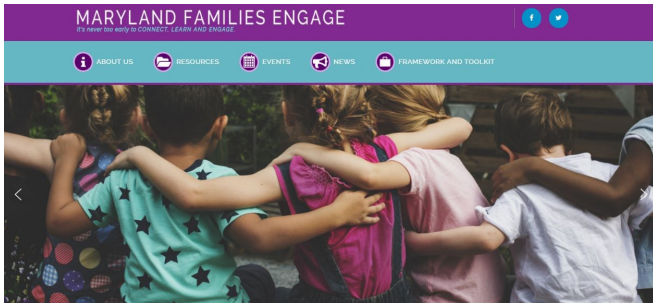 MARYLAND FAMILIES ENGAGE
It's never too early to CONNECT, LEARN AND ENGAGE.
ABOUT US
RESOURCES
EVENTS
NEWS
FRAMEWORK AND TOOLKIT